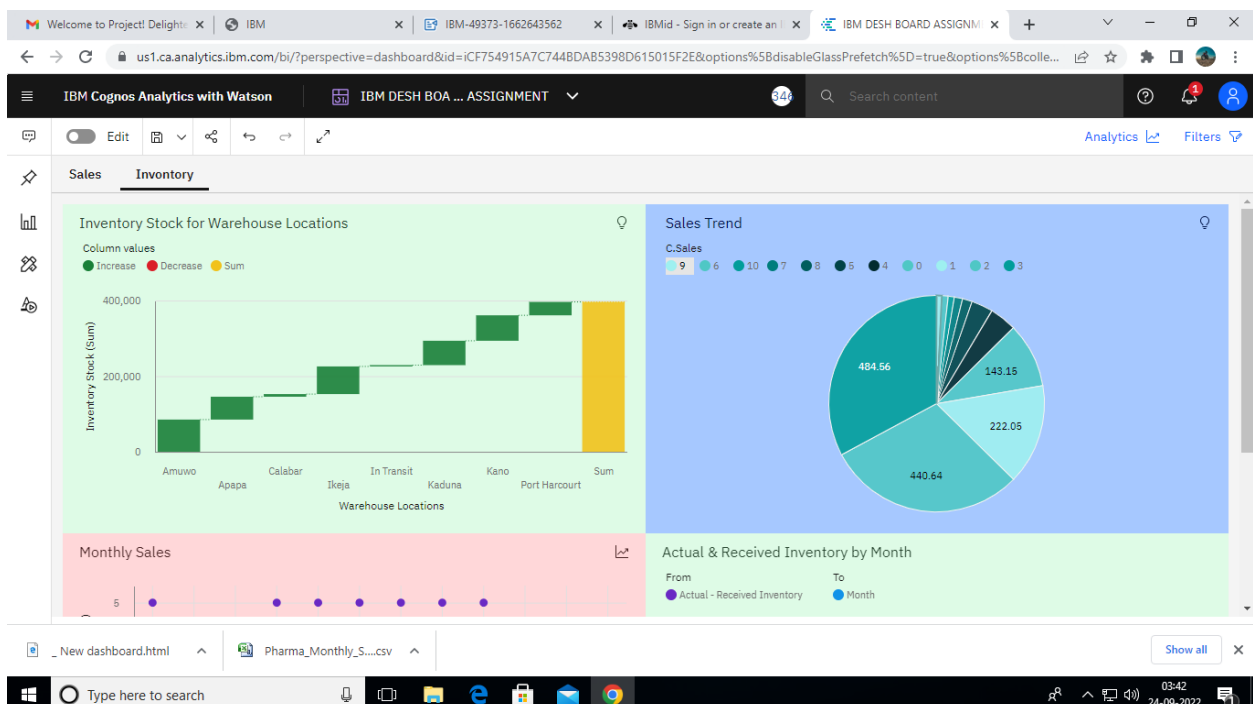 Welcome to Project! Delighte
IBM
IBM-49373-1662643562
IBMid - Sign in or create an I
IBM DESH BOARD ASSIGNM
us1.ca.analytics.ibm.com/bi/?perspective=dashboard&id=iCF754915A7C744BDAB5398D615015F2E&options%5BdisableGlassPrefetch%5D=true&options%5Bcolle...
IBM Cognos Analytics with Watson
IBM DESH BOA ... ASSIGNMENT
346
Search content
1
Edit
Analytics
Filters
Sales
Invontory
Inventory Stock for Warehouse Locations
Column values
Increase
Decrease
Sum
Inventory Stock (Sum)
400,000
200,000
0
Amuwo
Apapa
Calabar
Ikeja
In Transit
Kaduna
Kano
Port Harcourt
Sum
Warehouse Locations
Sales Trend
C.Sales
9 6 10 7 8 5 4 0 1 2 3
484.56
143.15
222.05
440.64
Monthly Sales
5
Actual & Received Inventory by Month
From
To
Actual - Received Inventory
Month
_ New dashboard.html
Pharma_Monthly_S....csv
Show all
Type here to search
03:42
24-09-2022